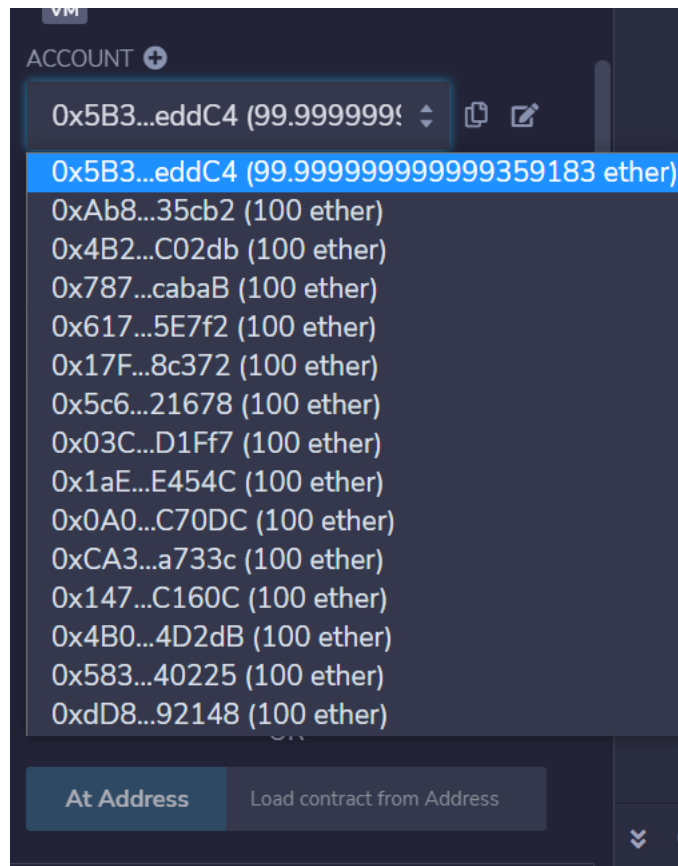 VM
ACCOUNT
0x5B3...eddC4 (99.9999999
0x5B3...eddC4 (99.999999999999359183 ether)
0xAb8...35cb2 (100 ether)
0x4B2...C02db (100 ether)
0x787...cabaB (100 ether)
0x617...5E7f2 (100 ether)
0x17F...8c372 (100 ether)
0x5c6...21678 (100 ether)
0x03C...D1Ff7 (100 ether)
0x1aE...E454C (100 ether)
0x0A0...C70DC (100 ether)
0xCA3...a733c (100 ether)
0x147...C160C (100 ether)
0x4B0...4D2dB (100 ether)
0x583...40225 (100 ether)
0xdD8...92148 (100 ether)
OR
At Address Load contract from Address